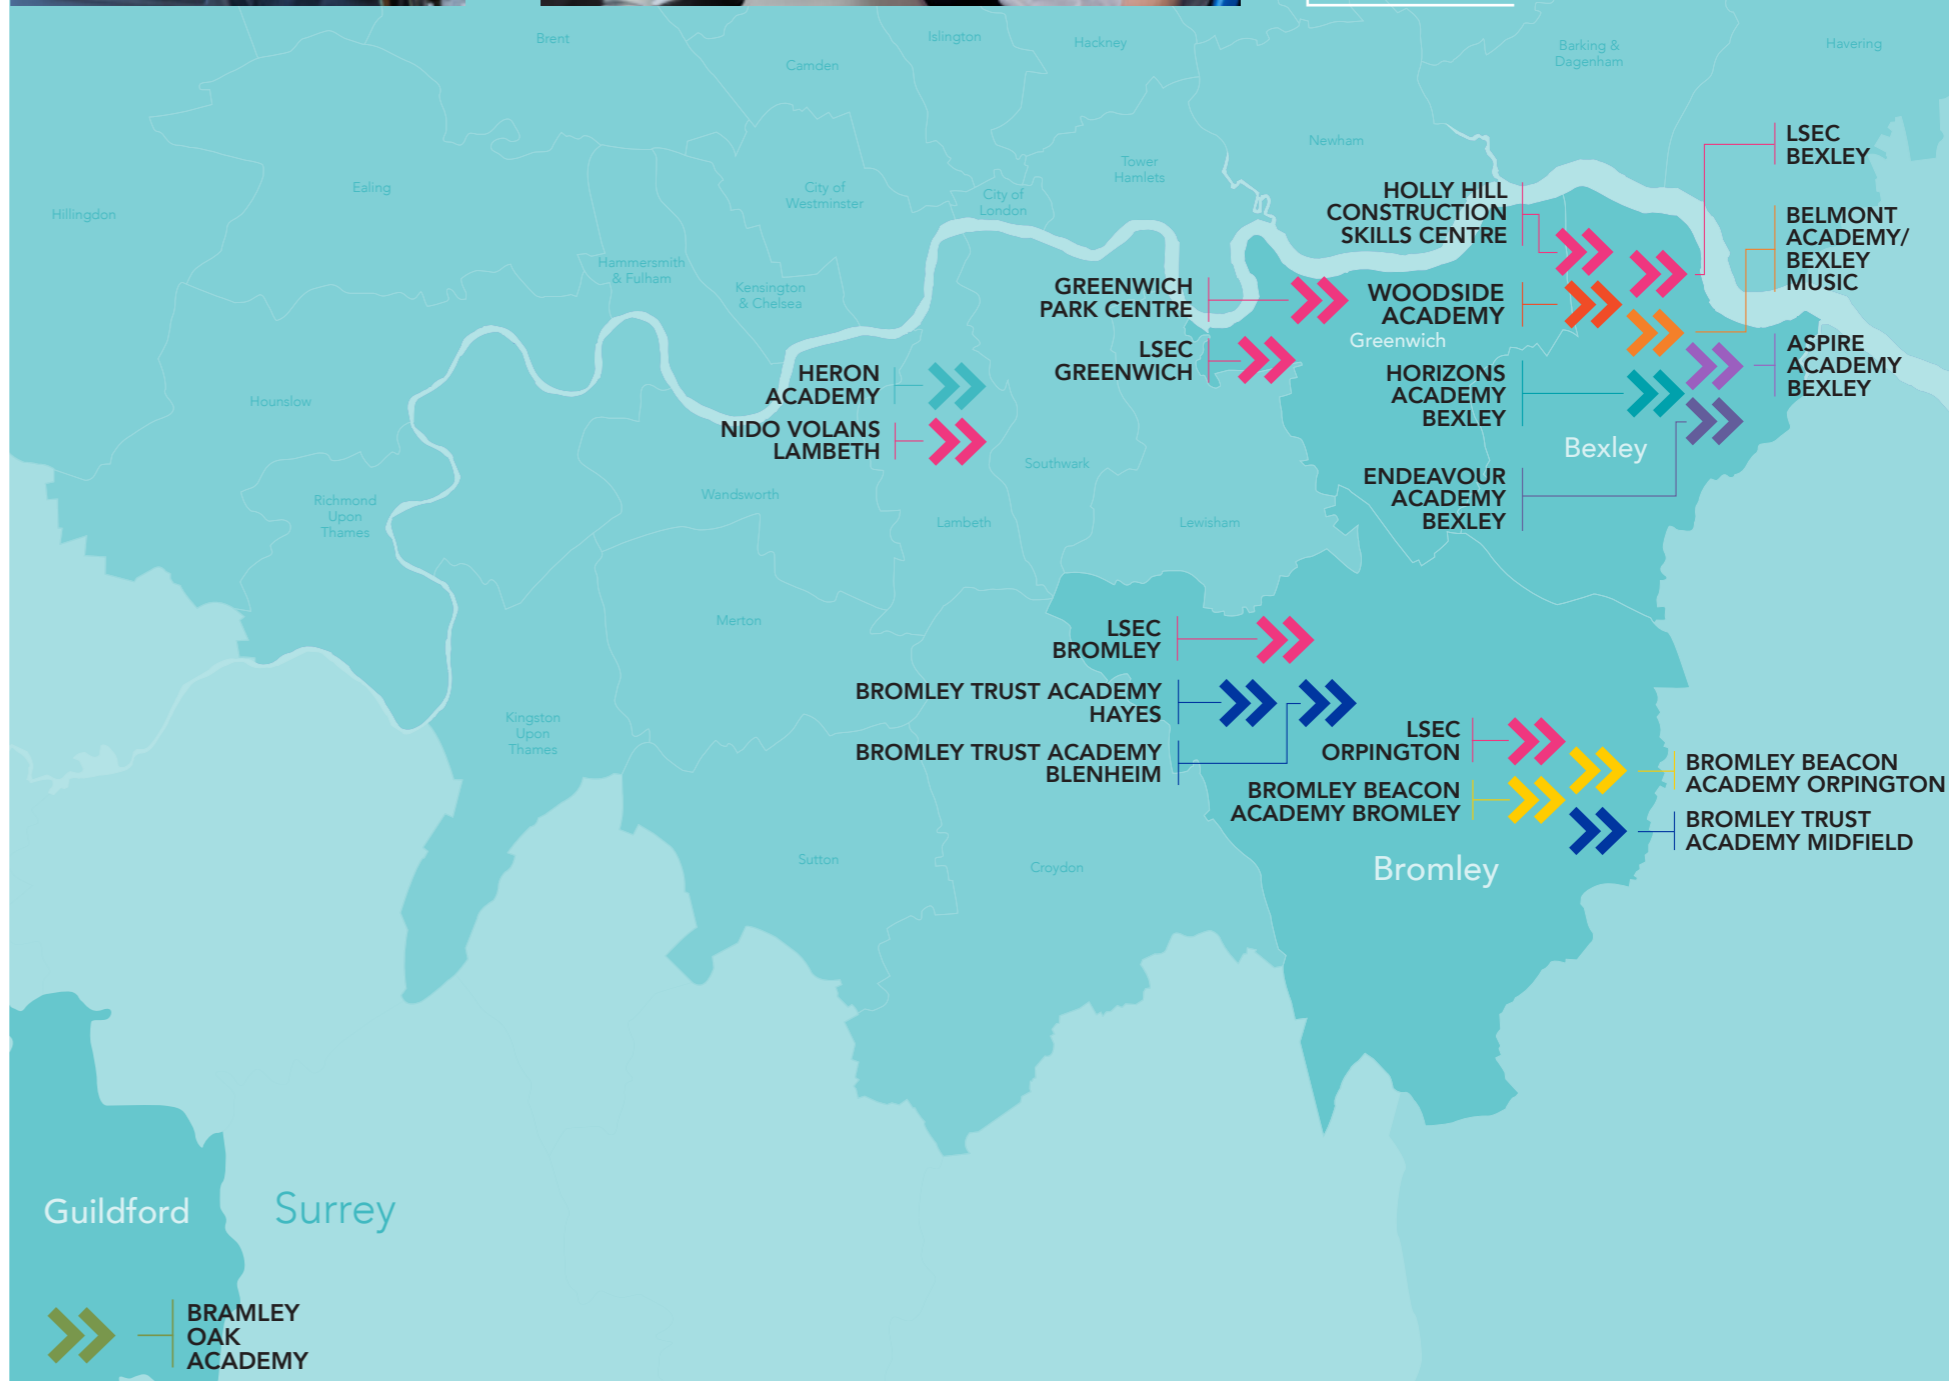 Brent
Islington
Hackney
Camden
Barking &
Dagenham
Havering
Newham
LSEC
BEXLEY
Tower
Hamlets
Ealing
City of
Westminster
City of
London
Hillingdon
HOLLY HILL
CONSTRUCTION
SKILLS CENTRE
BELMONT
ACADEMY/
BEXLEY
MUSIC
Hammersmith
& Fulham
Kensington
& Chelsea
GREENWICH
PARK CENTRE
WOODSIDE
ACADEMY
Greenwich
LSEC
GREENWICH
ASPIRE
ACADEMY
BEXLEY
HERON
ACADEMY
HORIZONS
ACADEMY
BEXLEY
Hounslow
NIDO VOLANS
LAMBETH
Bexley
Southwark
ENDEAVOUR
ACADEMY
BEXLEY
Richmond
Upon
Thames
Wandsworth
Lambeth
Lewisham
Merton
LSEC
BROMLEY
BROMLEY TRUST ACADEMY
HAYES
Kingston
Upon
Thames
LSEC
ORPINGTON
BROMLEY TRUST ACADEMY
BLENHEIM
BROMLEY BEACON
ACADEMY ORPINGTON
BROMLEY BEACON
ACADEMY BROMLEY
BROMLEY TRUST
ACADEMY MIDFIELD
Sutton
Croydon
Bromley
Guildford
Surrey
BRAMLEY
OAK
ACADEMY